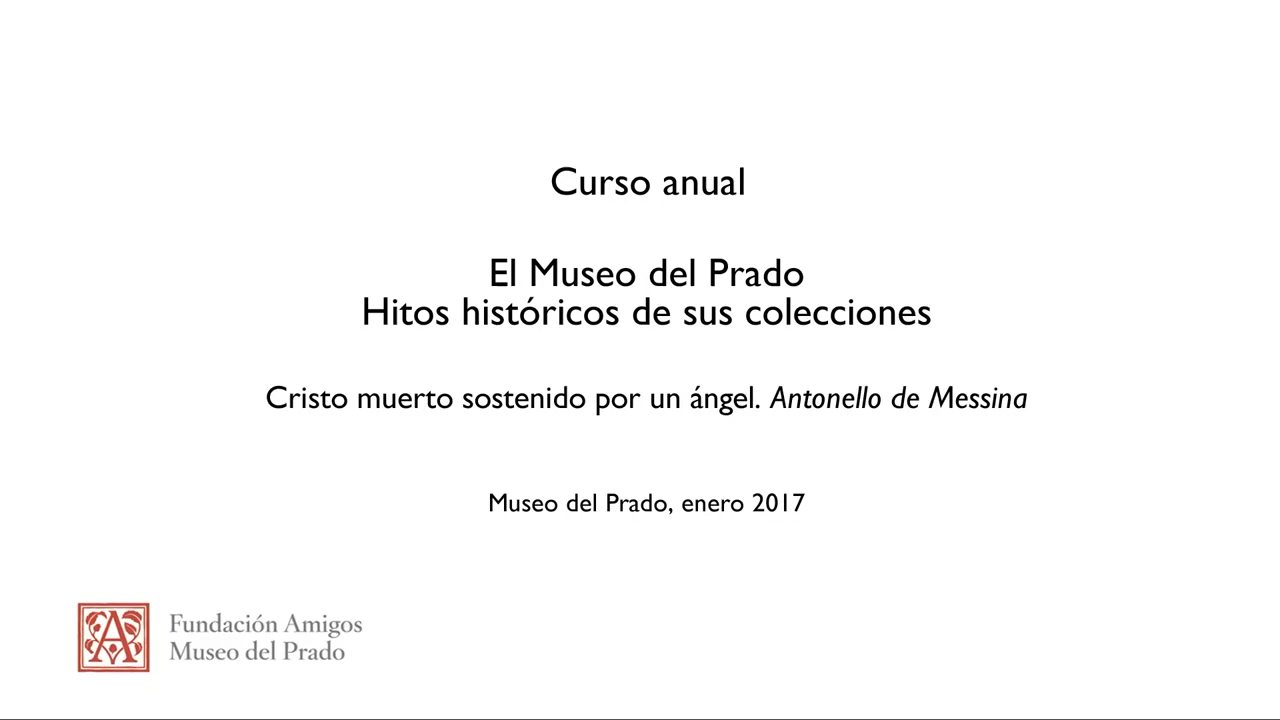 Curso anual
El Museo del Prado
Hitos históricos de sus colecciones
Cristo muerto sostenido por un ángel. Antonello de Messina
Museo del Prado, enero 2017
A
Fundación Amigos
Museo del Prado